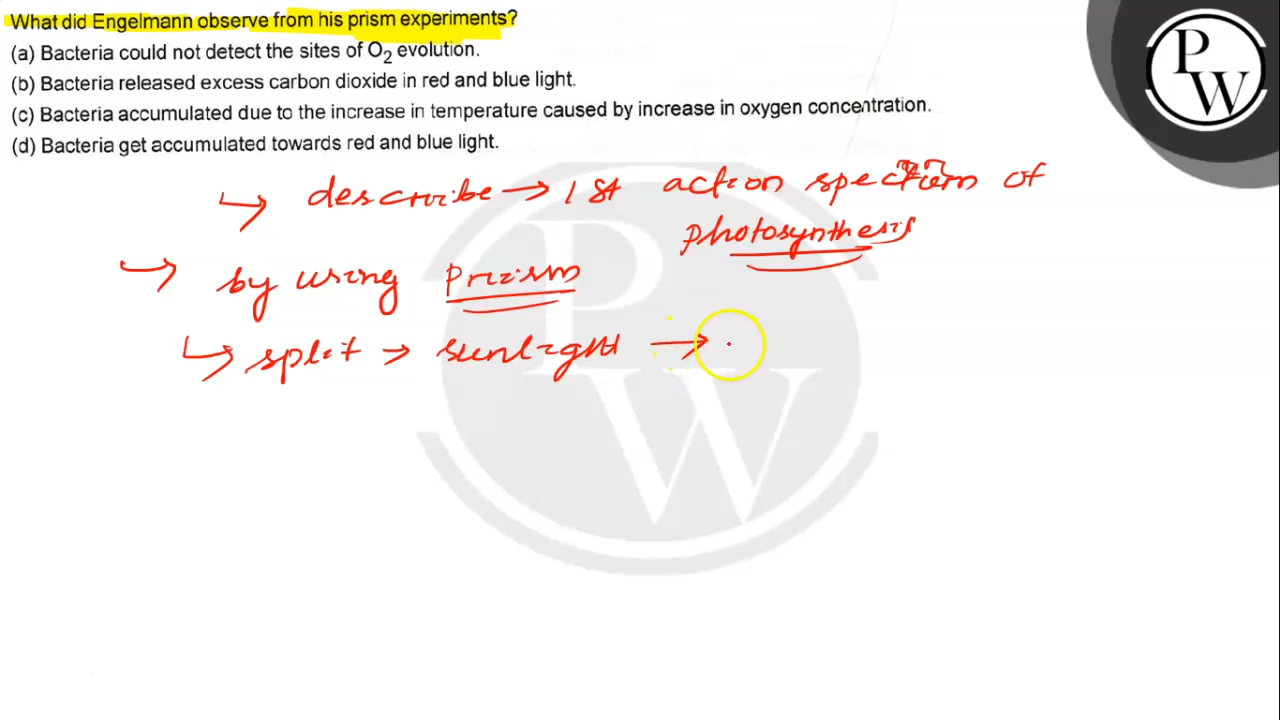 What did Engelmann observe from his prism experiments?
(a) Bacteria could not detect the sites of O₂ evolution.
(b) Bacteria released excess carbon dioxide in red and blue light.
(c) Bacteria accumulated due to the increase in temperature caused by increase in oxygen concentration.
(d) Bacteria get accumulated towards red and blue light.
P
W
↳ describe → 1st action spectrum of
photosynthesis
→ by using Prism
↳ split → sunlight →
P
W